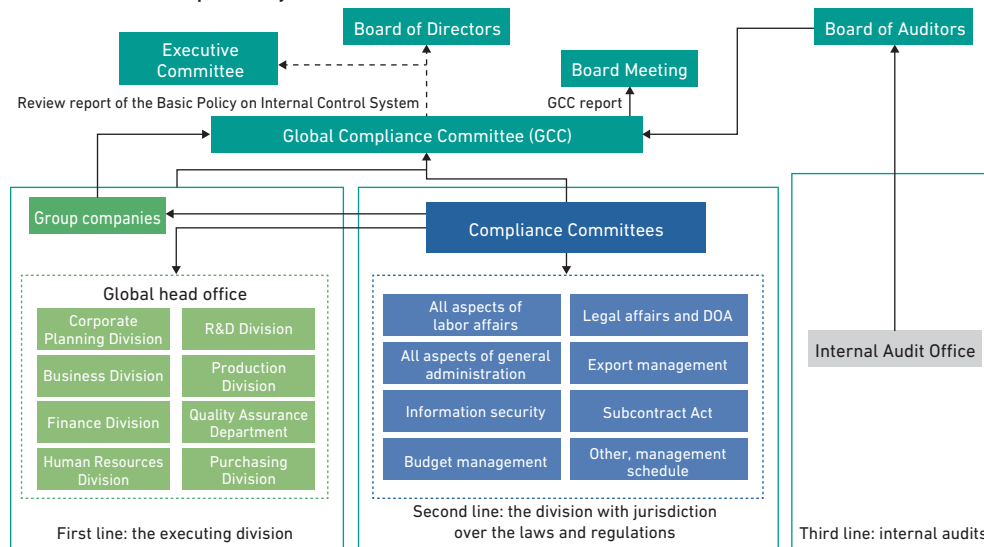 Board of Directors
Board of Auditors
Executive
Committee
Board Meeting
Review report of the Basic Policy on Internal Control System
GCC report
Global Compliance Committee (GCC)
Group companies
Compliance Committees
Global head office
Corporate
Planning Division
R&D Division
Business Division
Production
Division
Finance Division
Quality Assurance
Department
Human Resources
Division
Purchasing
Division
First line: the executing division
All aspects of
labor affairs
Legal affairs and DOA
All aspects of general
administration
Export management
Information security
Subcontract Act
Budget management
Other, management
schedule
Second line: the division with jurisdiction
over the laws and regulations
Internal Audit Office
Third line: internal audits